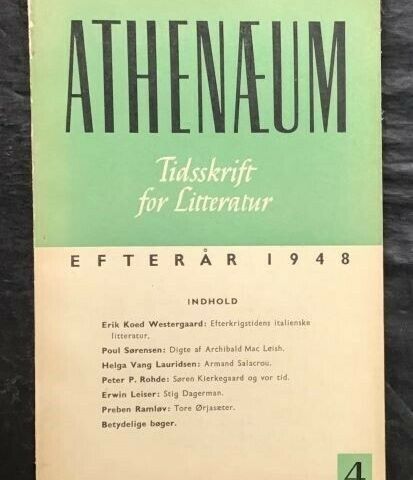 ATHENÆUM
Tidsskrift
for Litteratur
EFTERÅR 1948
INDHOLD
Erik Koed Westergaard: Efterkrigstidens italienske
litteratur.
Poul Sørensen: Digte af Archibald Mac Leish.
Helga Vang Lauridsen: Armand Salacrou.
Peter P. Rohde: Søren Kierkegaard og vor tid.
Erwin Leiser: Stig Dagerman.
Preben Ramløv: Tore Ørjasæter.
Betydelige bøger.
4